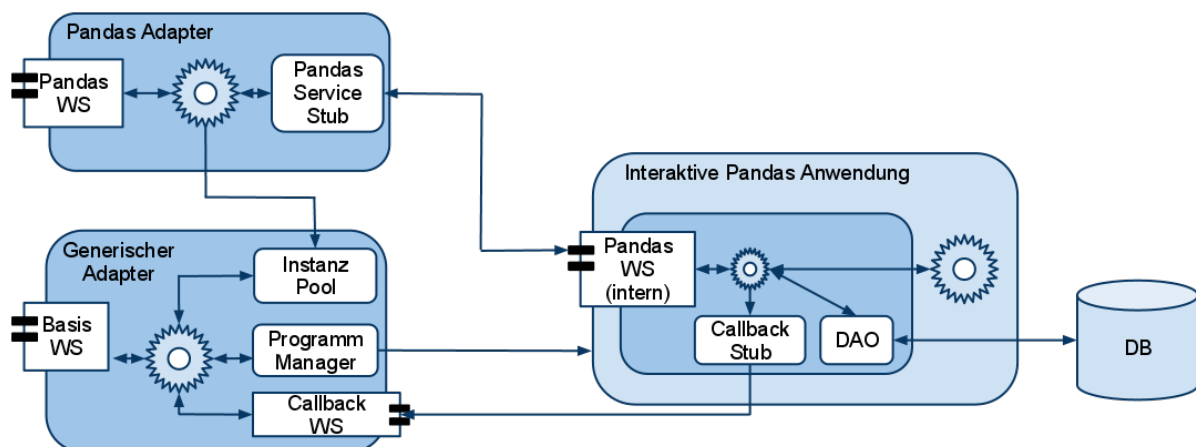 Pandas Adapter
Pandas
WS
Pandas
Service
Stub
Generischer
Adapter
Instanz
Pool
Basis
WS
Programm
Manager
Callback
WS
Interaktive Pandas Anwendung
Pandas
WS
(intern)
Callback
Stub
DAO
DB